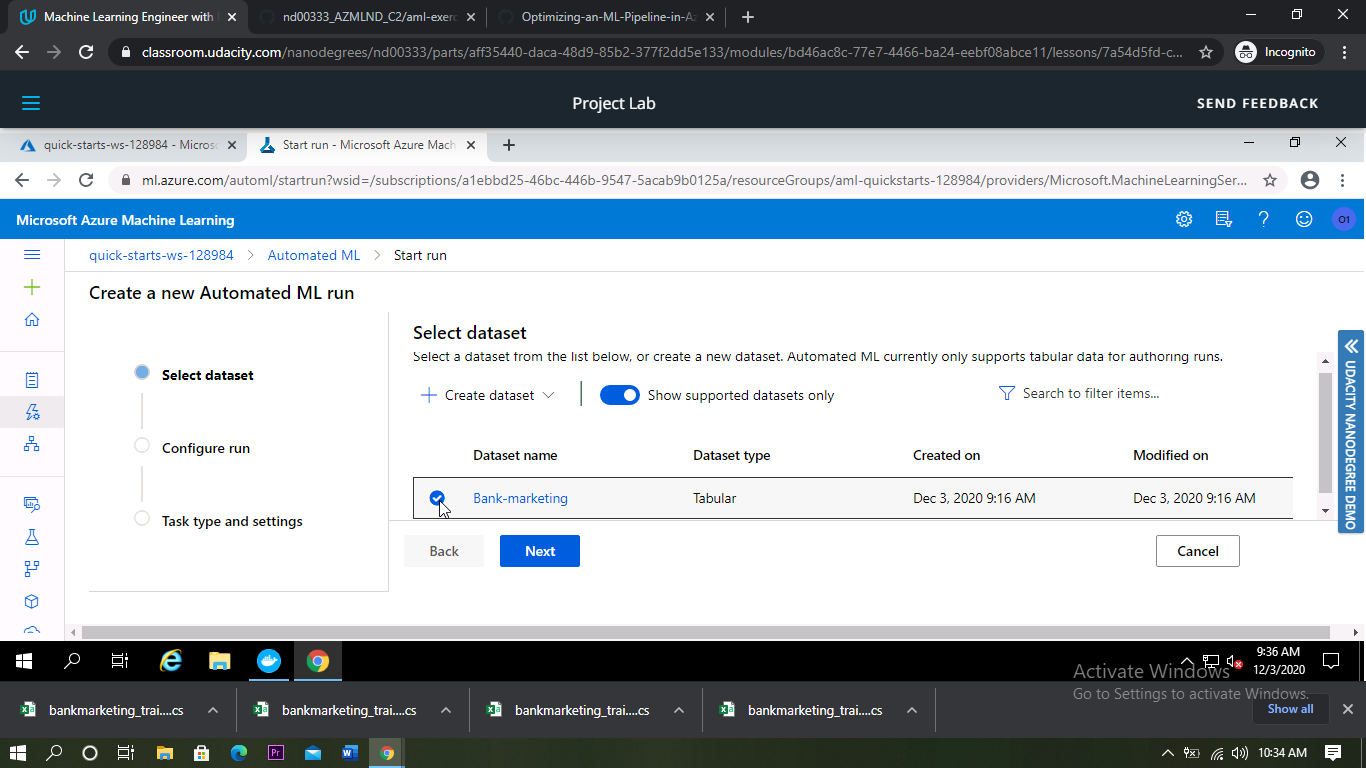 Machine Learning Engineer with
nd00333_AZMLND_C2/aml-exer
Optimizing-an-ML-Pipeline-in-Az
classroom.udacity.com/nanodegrees/nd00333/parts/aff35440-daca-48d9-85b2-377f2dd5e133/modules/bd46ac8c-77e7-4466-ba24-eebf08abce11/lessons/7a54d5fd-c...
Incognito
Project Lab
SEND FEEDBACK
quick-starts-ws-128984 - Micros
Start run - Microsoft Azure Mach
ml.azure.com/automl/startrun?wsid=/subscriptions/a1ebbd25-46bc-446b-9547-5acab9b0125a/resourceGroups/aml-quickstarts-128984/providers/Microsoft.MachineLearningSer...
Microsoft Azure Machine Learning
O1
quick-starts-ws-128984 > Automated ML > Start run
Create a new Automated ML run
Select dataset
Configure run
Task type and settings
Select dataset
Select a dataset from the list below, or create a new dataset. Automated ML currently only supports tabular data for authoring runs.
Create dataset
Show supported datasets only
Search to filter items...
Dataset name Dataset type Created on Modified on
Bank-marketing Tabular Dec 3, 2020 9:16 AM Dec 3, 2020 9:16 AM
Back
Next
Cancel
UDACITY NANODEGREE DEMO
9:36 AM
12/3/2020
Activate Windows
Go to Settings to activate Windows.
bankmarketing_trai....cs
bankmarketing_trai....cs
bankmarketing_trai....cs
bankmarketing_trai....cs
Show all
Pr
W
10:34 AM